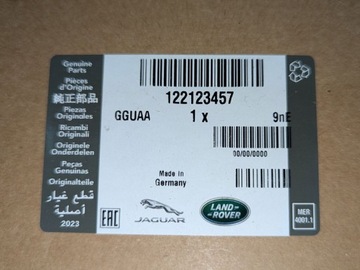 Genuine
Parts
Pièces
d'Origine
純正部品
Piezas
Originales
Ricambi
Originali
Originele
Onderdelen
Peças
Genuínas
Originalteile
قطع غيار
أصلية
2023
122123457
GGUAA
1 x
9nE
00/00/0000
Made in
Germany
EAC
JAGUAR
LAND-
ROVER
MER
4001.1